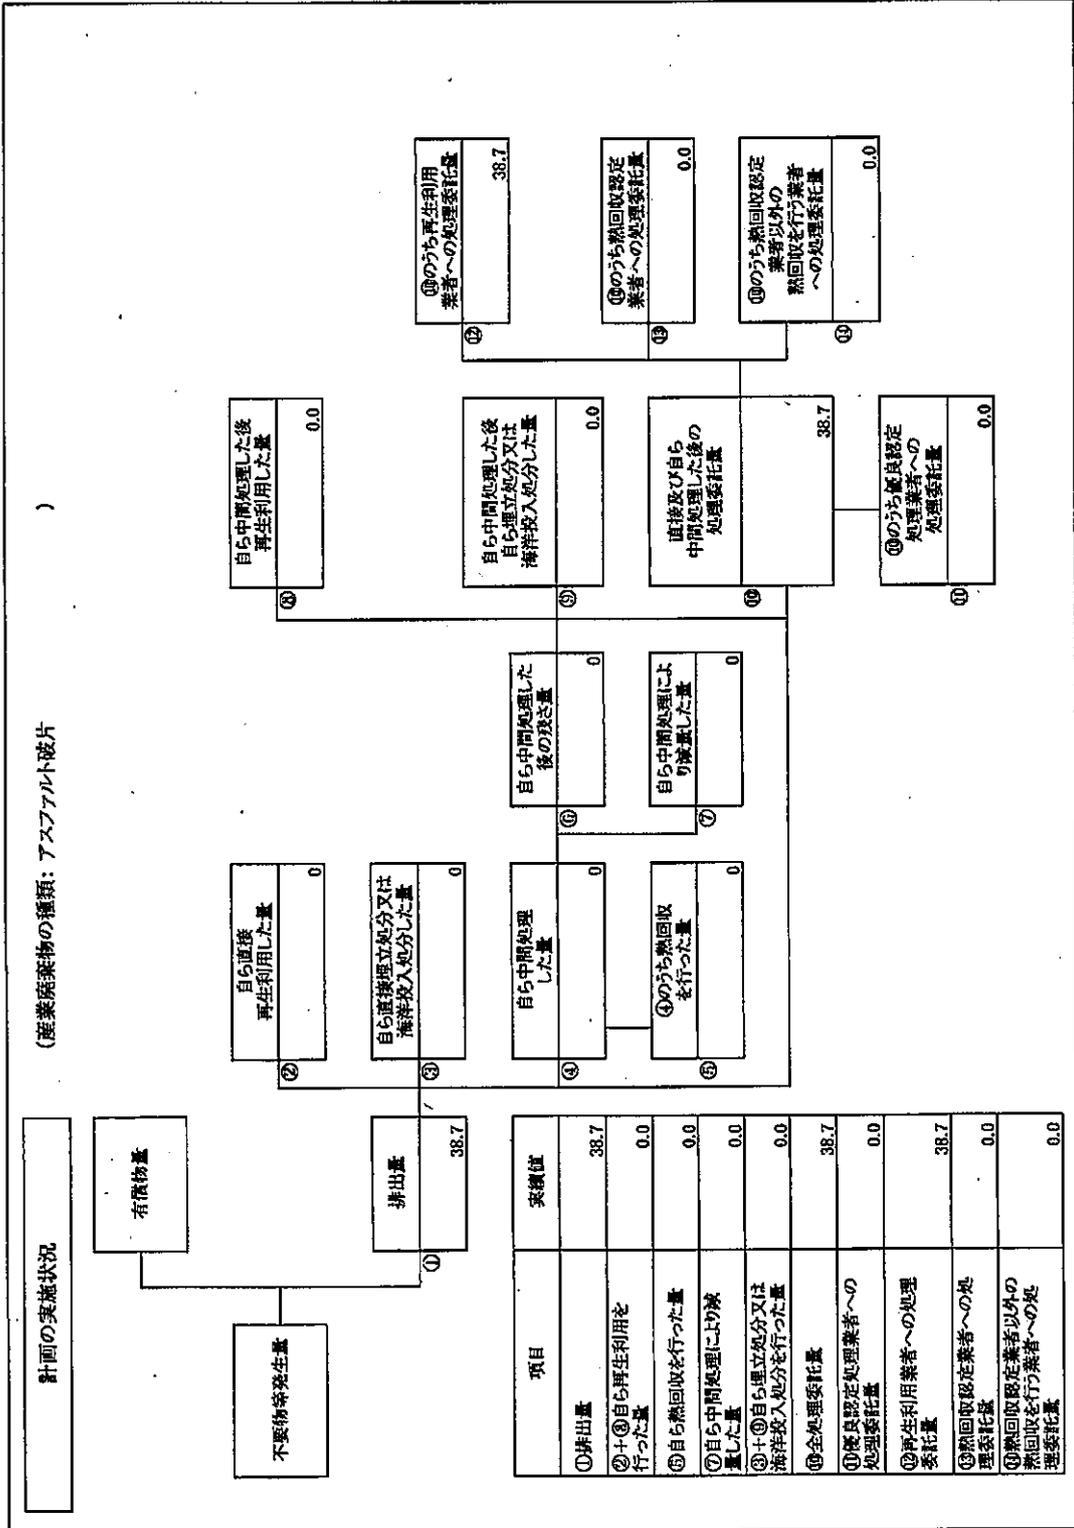 計画の実施状況
(産業廃棄物の種類: アスファルト破片 )
不要物等発生量
有償物量
①
排出量
38.7
②
自ら直接
再生利用した量
0
③
自ら直接埋立処分又は
海洋投入処分した量
0
④
自ら中間処理
した量
0
⑤
④のうち熱回収
を行った量
0
⑥
自ら中間処理した
後の残さ量
0
⑦
自ら中間処理によ
り減量した量
0
⑧
自ら中間処理した後
再生利用した量
0.0
⑨
自ら中間処理した後
自ら埋立処分又は
海洋投入処分した量
0.0
⑩
直接及び自ら
中間処理した後の
処理委託量
38.7
⑪
⑩のうち優良認定
処理業者への
処理委託量
0.0
⑫
⑩のうち再生利用
業者への処理委託量
38.7
⑬
⑩のうち熱回収認定
業者への処理委託量
0.0
⑭
⑩のうち熱回収認定
業者以外の
熱回収を行う業者
への処理委託量
0.0
項目 実績値
①排出量 38.7
②+⑧自ら再生利用を
行った量 0.0
⑤自ら熱回収を行った量 0.0
⑦自ら中間処理により減
量した量 0.0
③+⑨自ら埋立処分又は
海洋投入処分を行った量 0.0
⑩全処理委託量 38.7
⑪優良認定処理業者への
処理委託量 0.0
⑫再生利用業者への処理
委託量 38.7
⑬熱回収認定業者への処
理委託量 0.0
⑭熱回収認定業者以外の
熱回収を行う業者への処
理委託量 0.0